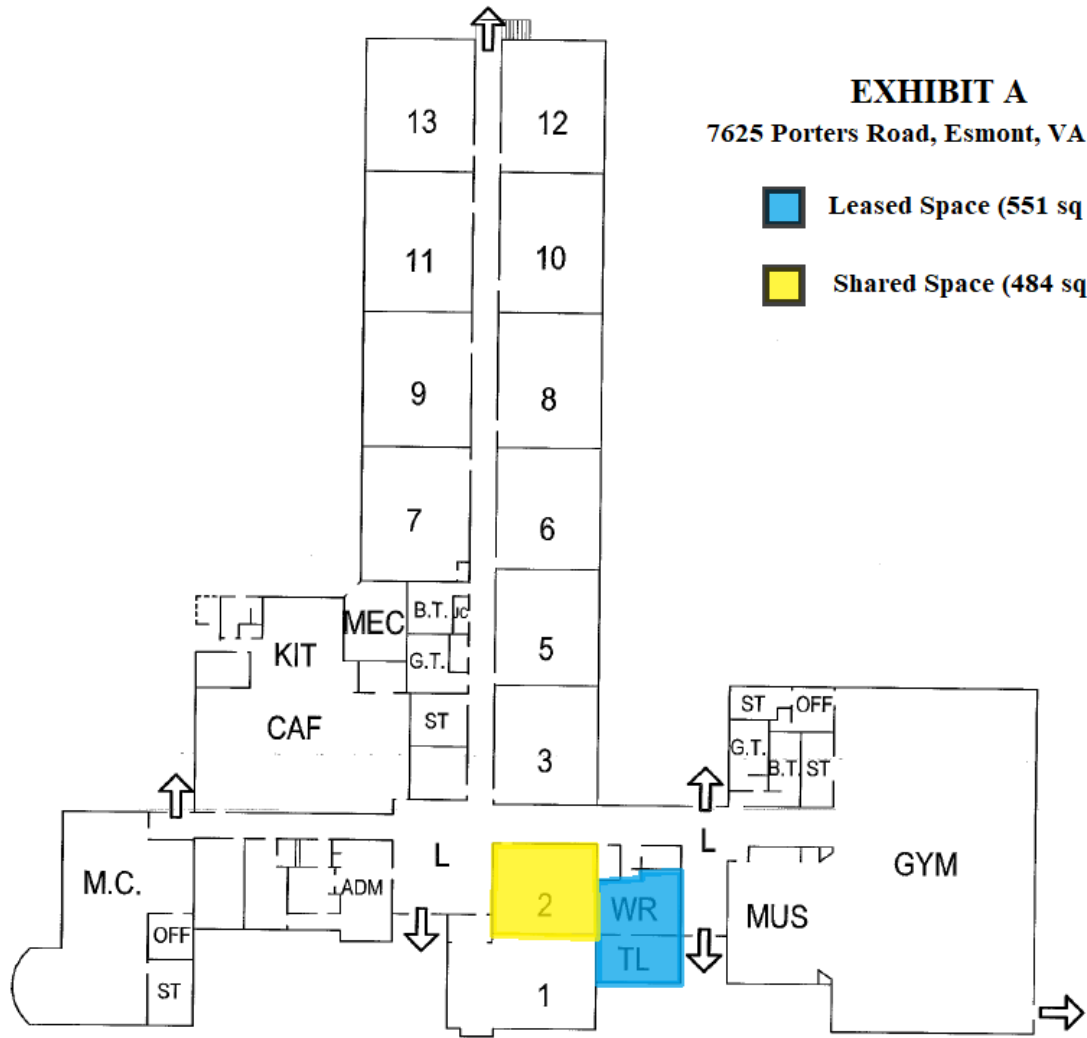 EXHIBIT A
7625 Porters Road, Esmont, VA
Leased Space (551 sq
Shared Space (484 sq
13
12
11
10
9
8
7
6
MEC
B.T.
JC
KIT
G.T.
5
CAF
ST
3
ST
OFF
G.T.
B.T.
ST
M.C.
ADM
L
2
WR
L
MUS
GYM
OFF
ST
1
TL